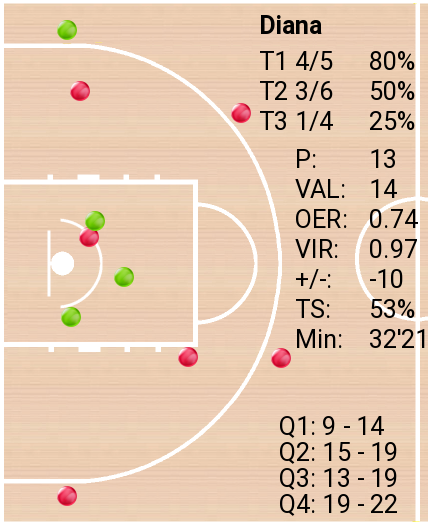 Diana
T1 4/5 80%
T2 3/6 50%
T3 1/4 25%
P: 13
VAL: 14
OER: 0.74
VIR: 0.97
+/-: -10
TS: 53%
Min: 32'21
Q1: 9 - 14
Q2: 15 - 19
Q3: 13 - 19
Q4: 19 - 22